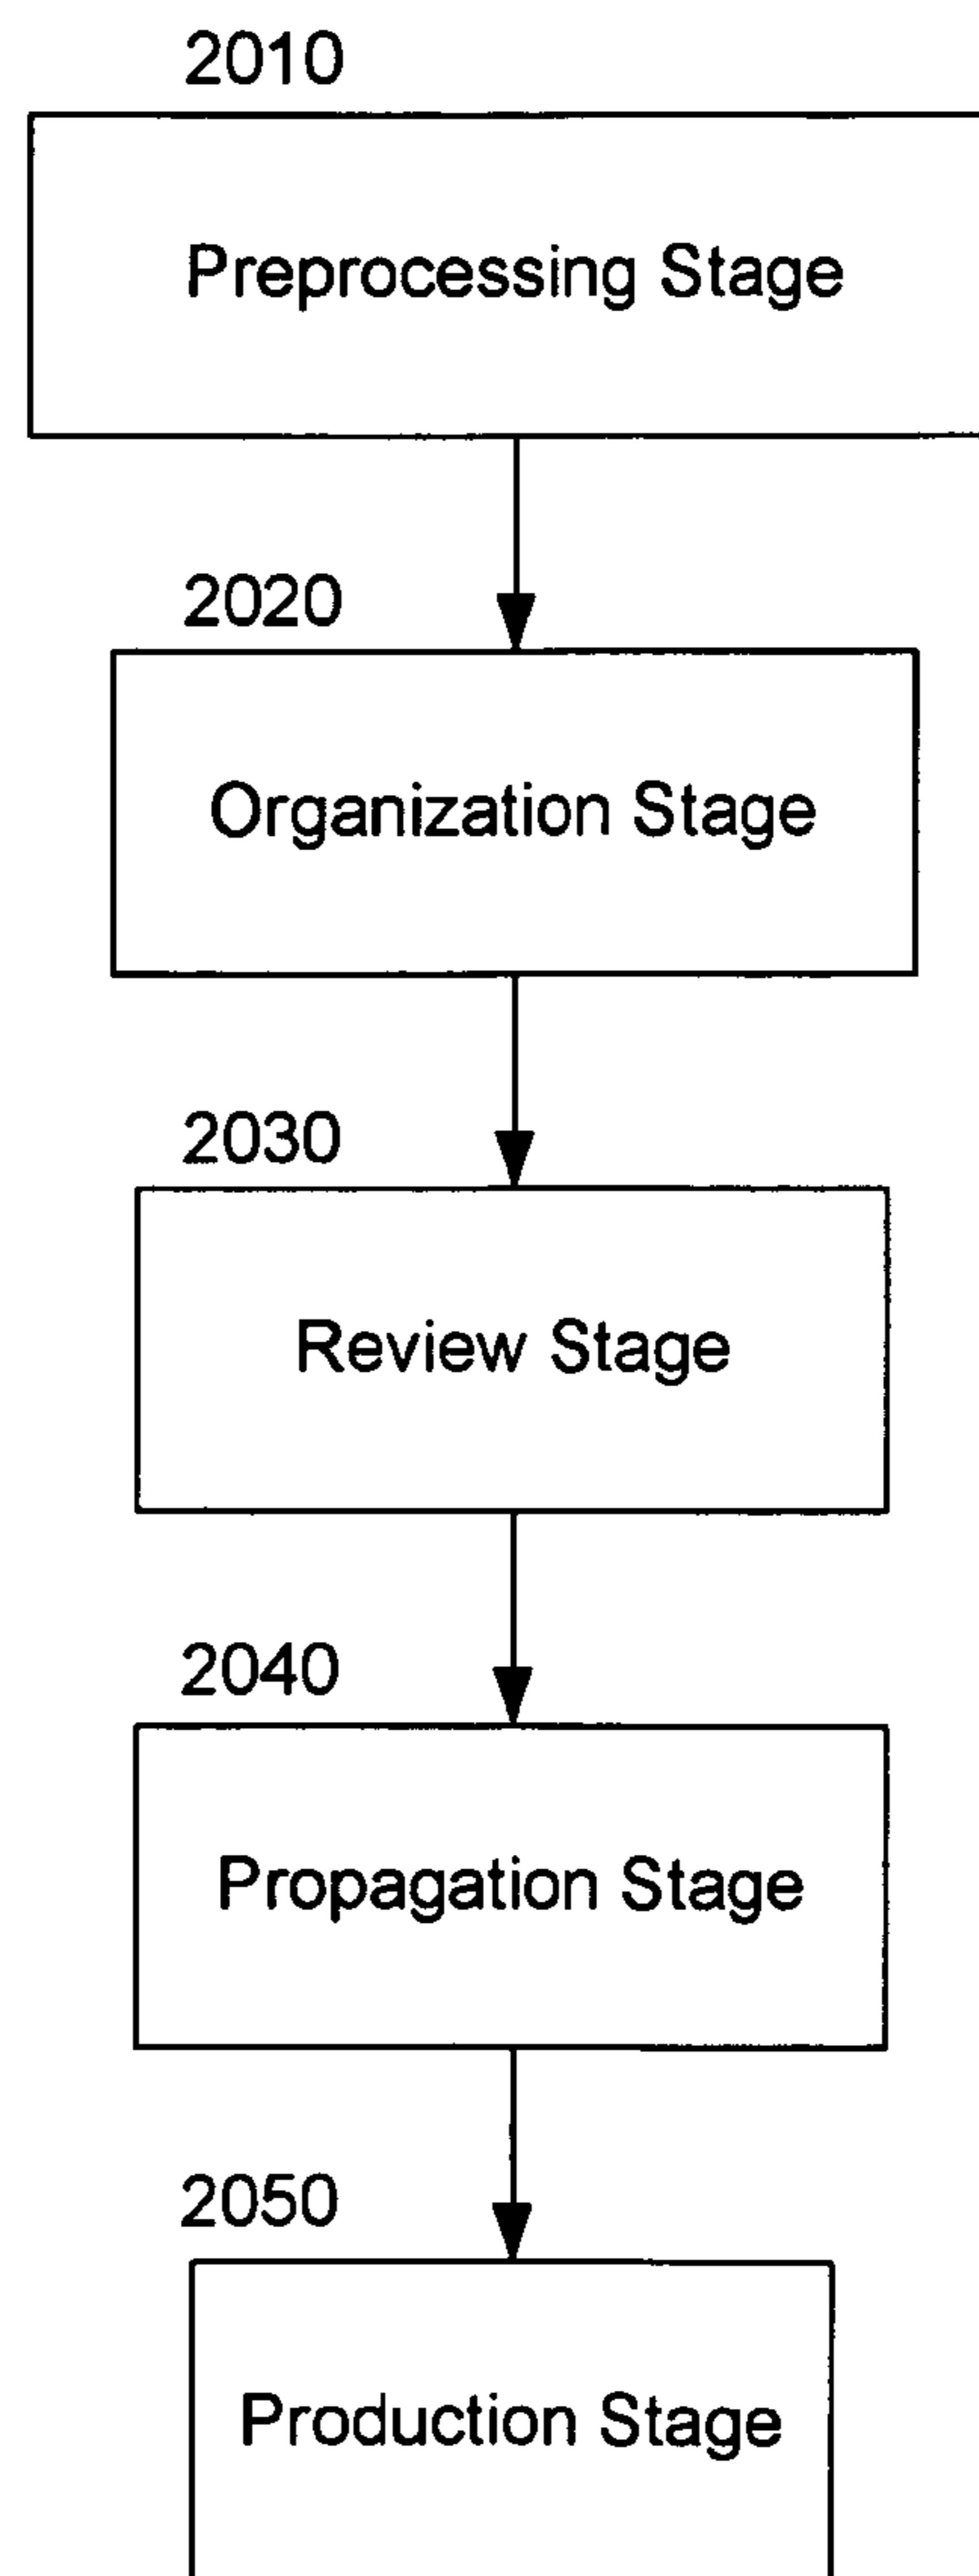 2010
Preprocessing Stage
2020
Organization Stage
2030
Review Stage
2040
Propagation Stage
2050
Production Stage